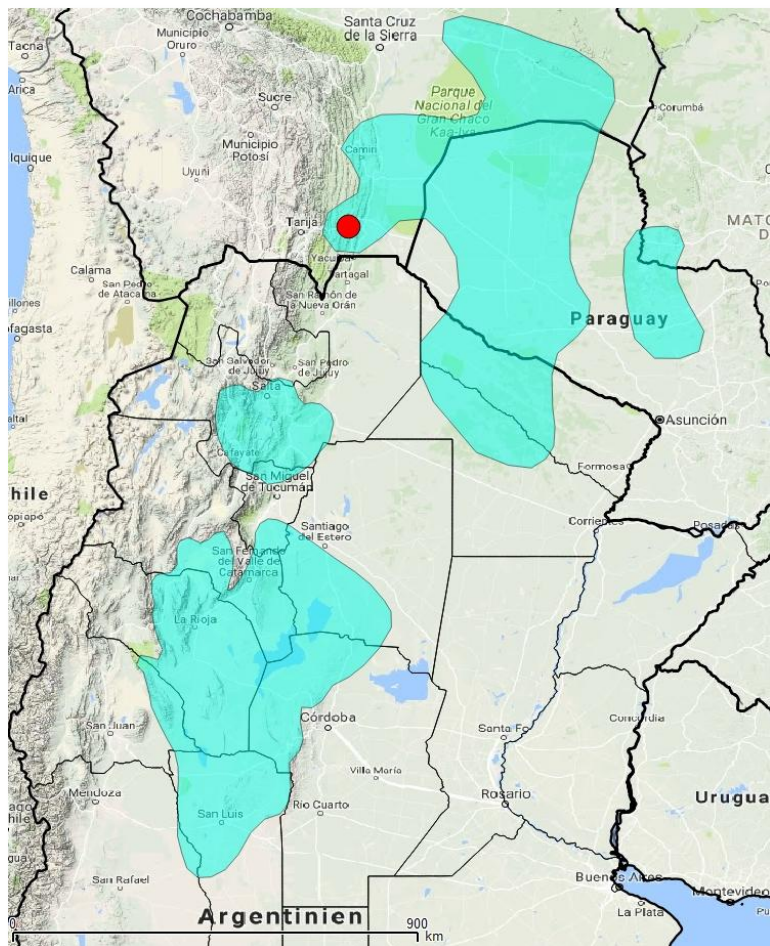 Cochabamba
Santa Cruz
de la Sierra
Tacna
Municipio
Oruro
Arica
Parque
Nacional del
Gran Chaco
Kaa-Iya
Corumbá
Sucre
Municipio
Potosí
Camiri
Iquique
Uyuni
Tarija
MATO
Yacuiba
Tartagal
Calama
San Pedro
de Atacama
San Ramón de
la Nueva Orán
Paraguay
San Salvador
de Jujuy
San Pedro
de Jujuy
Salta
Asunción
Cafayate
Formosa
San Miguel
de Tucumán
hile
Corrientes
Posadas
Santiago
del Estero
San Fernando
del Valle de
Catamarca
La Rioja
San Juan
Córdoba
Santa Fe
Concordia
Villa María
Mendoza
San Luis
Río Cuarto
Rosario
Urugua
San Rafael
Buenos Aires
La Plata
Montevideo
Argentinien
0 900
km